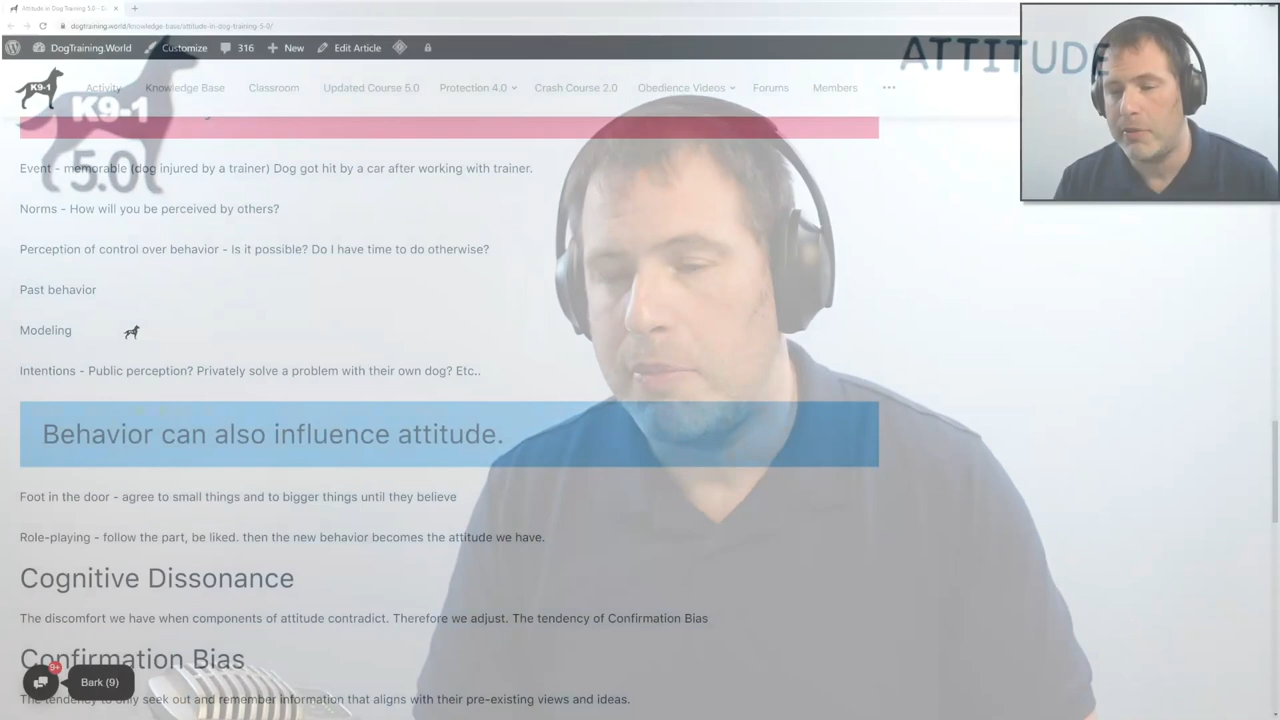 Attitude in Dog Training 5.0 - D
dogtraining.world/knowledge-base/attitude-in-dog-training-5-0/
DogTraining.World Customize 316 New Edit Article
ATTITUDE
K9-1
Activity Knowledge Base Classroom Updated Course 5.0 Protection 4.0 Crash Course 2.0 Obedience Videos Forums Members
K9-1
5.0
Event - memorable (dog injured by a trainer) Dog got hit by a car after working with trainer.
Norms - How will you be perceived by others?
Perception of control over behavior - Is it possible? Do I have time to do otherwise?
Past behavior
Modeling
Intentions - Public perception? Privately solve a problem with their own dog? Etc..
Behavior can also influence attitude.
Foot in the door - agree to small things and to bigger things until they believe
Role-playing - follow the part, be liked. then the new behavior becomes the attitude we have.
Cognitive Dissonance
The discomfort we have when components of attitude contradict. Therefore we adjust. The tendency of Confirmation Bias
Confirmation Bias
9+
Bark (9)
The tendency to only seek out and remember information that aligns with their pre-existing views and ideas.